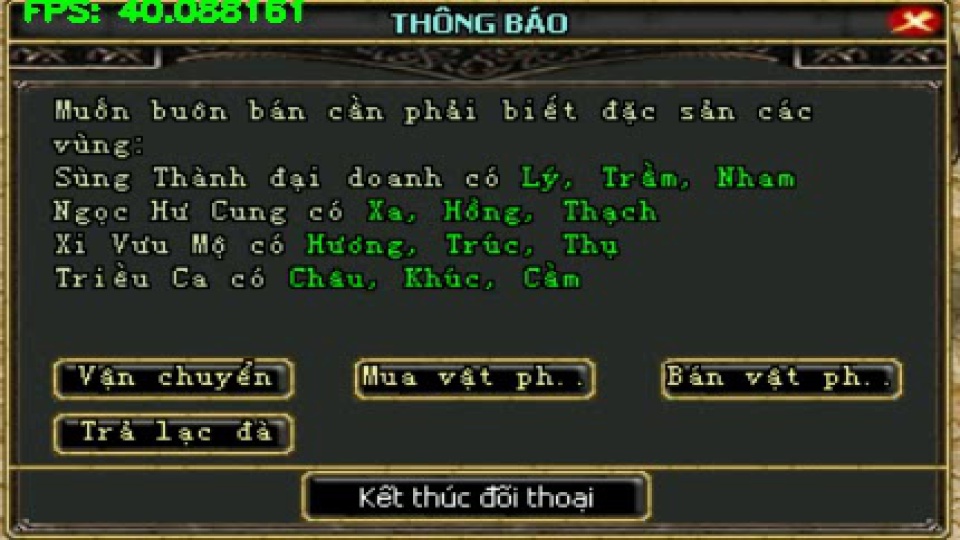 FPS: 40.088161
THÔNG BÁO
Muốn buôn bán cần phải biết đặc sản các
vùng:
Sùng Thành đại doanh có Lý, Trầm, Nham
Ngọc Hư Cung có Xa, Hồng, Thạch
Xi Vưu Mộ có Hương, Trúc, Thụ
Triều Ca có Châu, Khúc, Cầm
Vận chuyển
Mua vật ph..
Bán vật ph..
Trả lạc đà
Kết thúc đối thoại